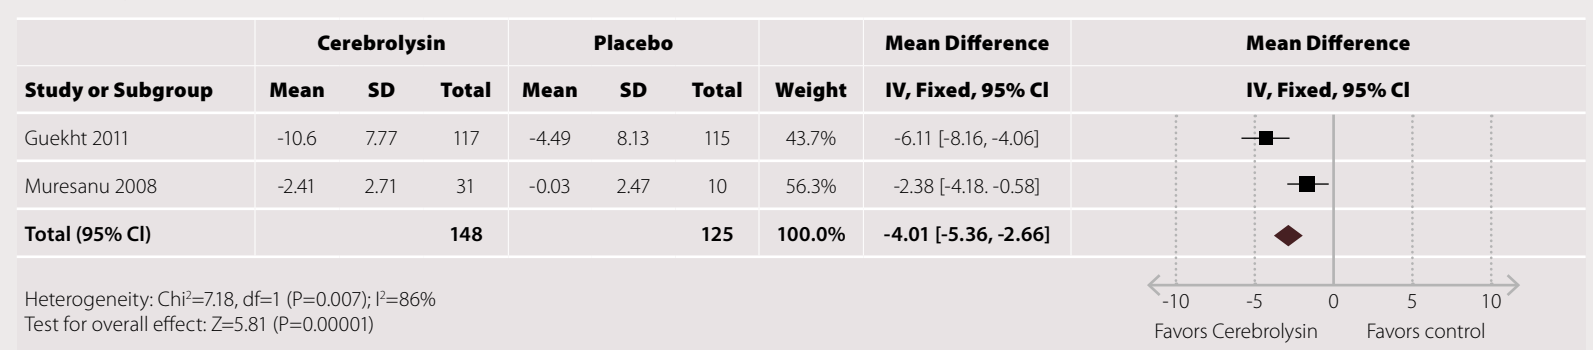 Cerebrolysin Placebo Mean Difference Mean Difference
Study or Subgroup Mean SD Total Mean SD Total Weight IV, Fixed, 95% Cl IV, Fixed, 95% Cl
Guekht 2011 -10.6 7.77 117 -4.49 8.13 115 43.7% -6.11 [-8.16, -4.06]
Muresanu 2008 -2.41 2.71 31 -0.03 2.47 10 56.3% -2.38 [-4.18. -0.58]
Total (95% Cl) 148 125 100.0% -4.01 [-5.36, -2.66]
Heterogeneity: Chi²=7.18, df=1 (P=0.007); I²=86%
Test for overall effect: Z=5.81 (P=0.00001)
-10 -5 0 5 10
Favors Cerebrolysin Favors control